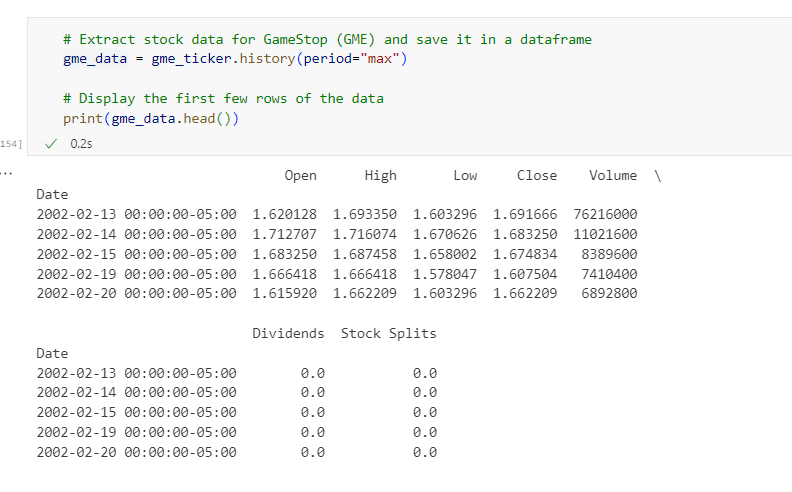 # Extract stock data for GameStop (GME) and save it in a dataframe
gme_data = gme_ticker.history(period="max")
# Display the first few rows of the data
print(gme_data.head())
154]
0.2s
...
Open High Low Close Volume \
Date
2002-02-13 00:00:00-05:00 1.620128 1.693350 1.603296 1.691666 76216000
2002-02-14 00:00:00-05:00 1.712707 1.716074 1.670626 1.683250 11021600
2002-02-15 00:00:00-05:00 1.683250 1.687458 1.658002 1.674834 8389600
2002-02-19 00:00:00-05:00 1.666418 1.666418 1.578047 1.607504 7410400
2002-02-20 00:00:00-05:00 1.615920 1.662209 1.603296 1.662209 6892800
Dividends Stock Splits
Date
2002-02-13 00:00:00-05:00 0.0 0.0
2002-02-14 00:00:00-05:00 0.0 0.0
2002-02-15 00:00:00-05:00 0.0 0.0
2002-02-19 00:00:00-05:00 0.0 0.0
2002-02-20 00:00:00-05:00 0.0 0.0